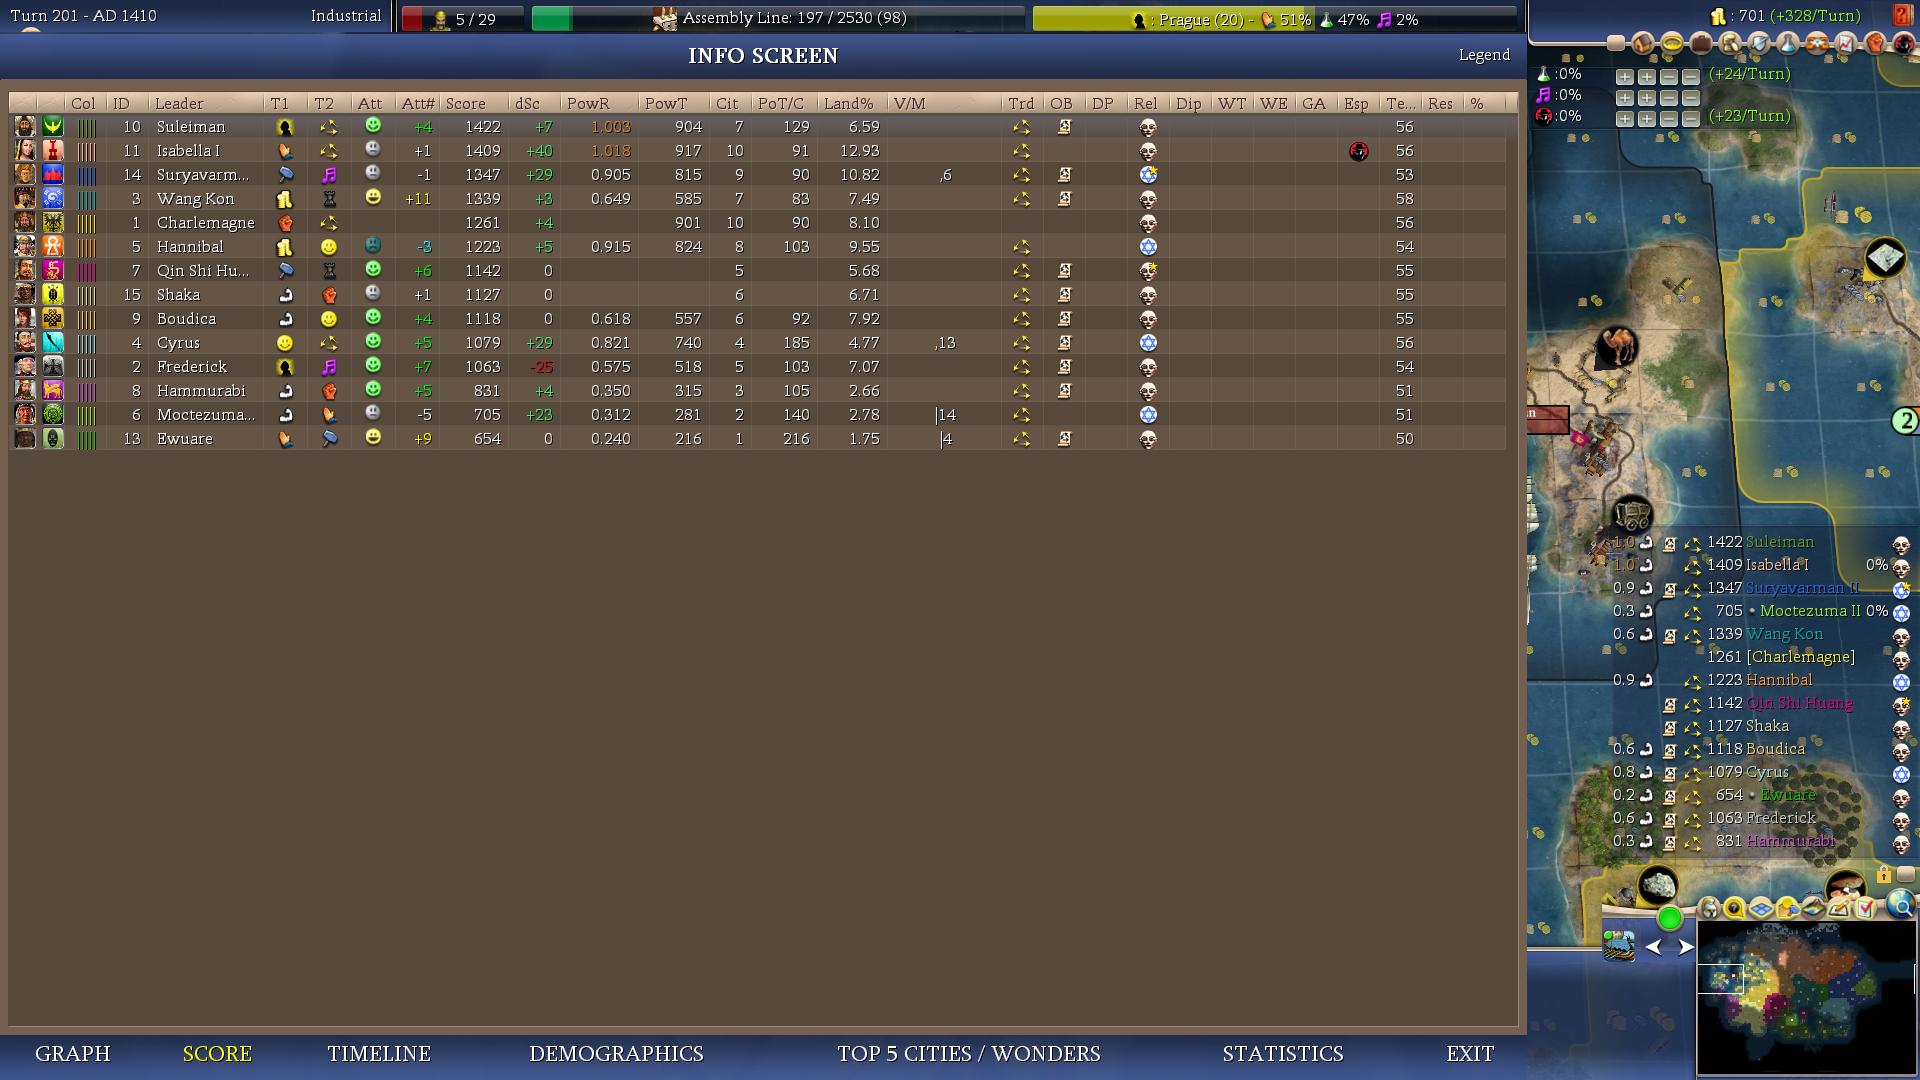 Turn 201 - AD 1410 Industrial 5 / 29 Assembly Line: 197 / 2530 (98) : Prague (20) - 51% 47% 2% : 701 (+328/Turn)
INFO SCREEN Legend
:0% (+24/Turn)
:0%
:0% (+23/Turn)
Col ID Leader T1 T2 Att Att# Score dSc PowR PowT Cit PoT/C Land% V/M Trd OB DP Rel Dip WT WE GA Esp Te... Res %
10 Suleiman +4 1422 +7 1.003 904 7 129 6.59 56
11 Isabella I +1 1409 +40 1.018 917 10 91 12.93 56
14 Suryavarm... -1 1347 +29 0.905 815 9 90 10.82 ,6 53
3 Wang Kon +11 1339 +3 0.649 585 7 83 7.49 58
1 Charlemagne 1261 +4 901 10 90 8.10 56
5 Hannibal -3 1223 +5 0.915 824 8 103 9.55 54
7 Qin Shi Hu... +6 1142 0 5 5.68 55
15 Shaka +1 1127 0 6 6.71 55
9 Boudica +4 1118 0 0.618 557 6 92 7.92 55
4 Cyrus +5 1079 +29 0.821 740 4 185 4.77 ,13 56
2 Frederick +7 1063 -25 0.575 518 5 103 7.07 54
8 Hammurabi +5 831 +4 0.350 315 3 105 2.66 51
6 Moctezuma... -5 705 +23 0.312 281 2 140 2.78 |14 51
13 Ewuare +9 654 0 0.240 216 1 216 1.75 |4 50
2
1.0 1422 Suleiman
1.0 1409 Isabella I 0%
0.9 1347 Suryavarman II
0.3 705 • Moctezuma II 0%
0.6 1339 Wang Kon
1261 [Charlemagne]
0.9 1223 Hannibal
1142 Qin Shi Huang
1127 Shaka
0.6 1118 Boudica
0.8 1079 Cyrus
0.2 654 • Ewuare
0.6 1063 Frederick
0.3 831 Hammurabi
GRAPH SCORE TIMELINE DEMOGRAPHICS TOP 5 CITIES / WONDERS STATISTICS EXIT